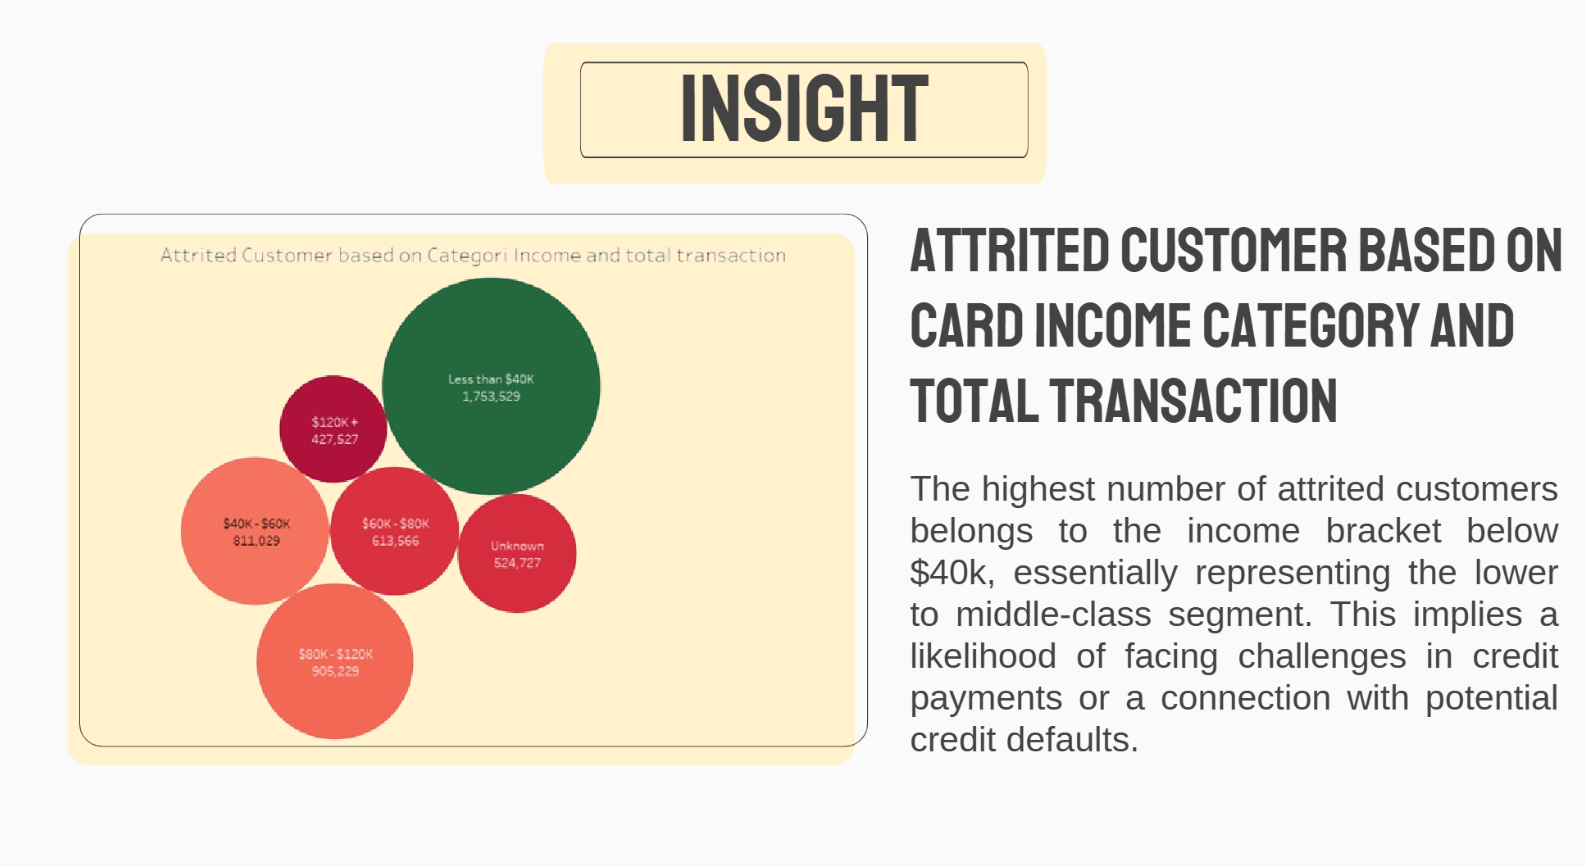 INSIGHT
Attrited Customer based on Categori Income and total transaction
Less than $40K
1,753,529
$120K +
427,527
$40K - $60K
811,029
$60K - $80K
613,566
Unknown
524,727
$80K - $120K
905,229
ATTRITED CUSTOMER BASED ON
CARD INCOME CATEGORY AND
TOTAL TRANSACTION
The highest number of attrited customers
belongs to the income bracket below
$40k, essentially representing the lower
to middle-class segment. This implies a
likelihood of facing challenges in credit
payments or a connection with potential
credit defaults.